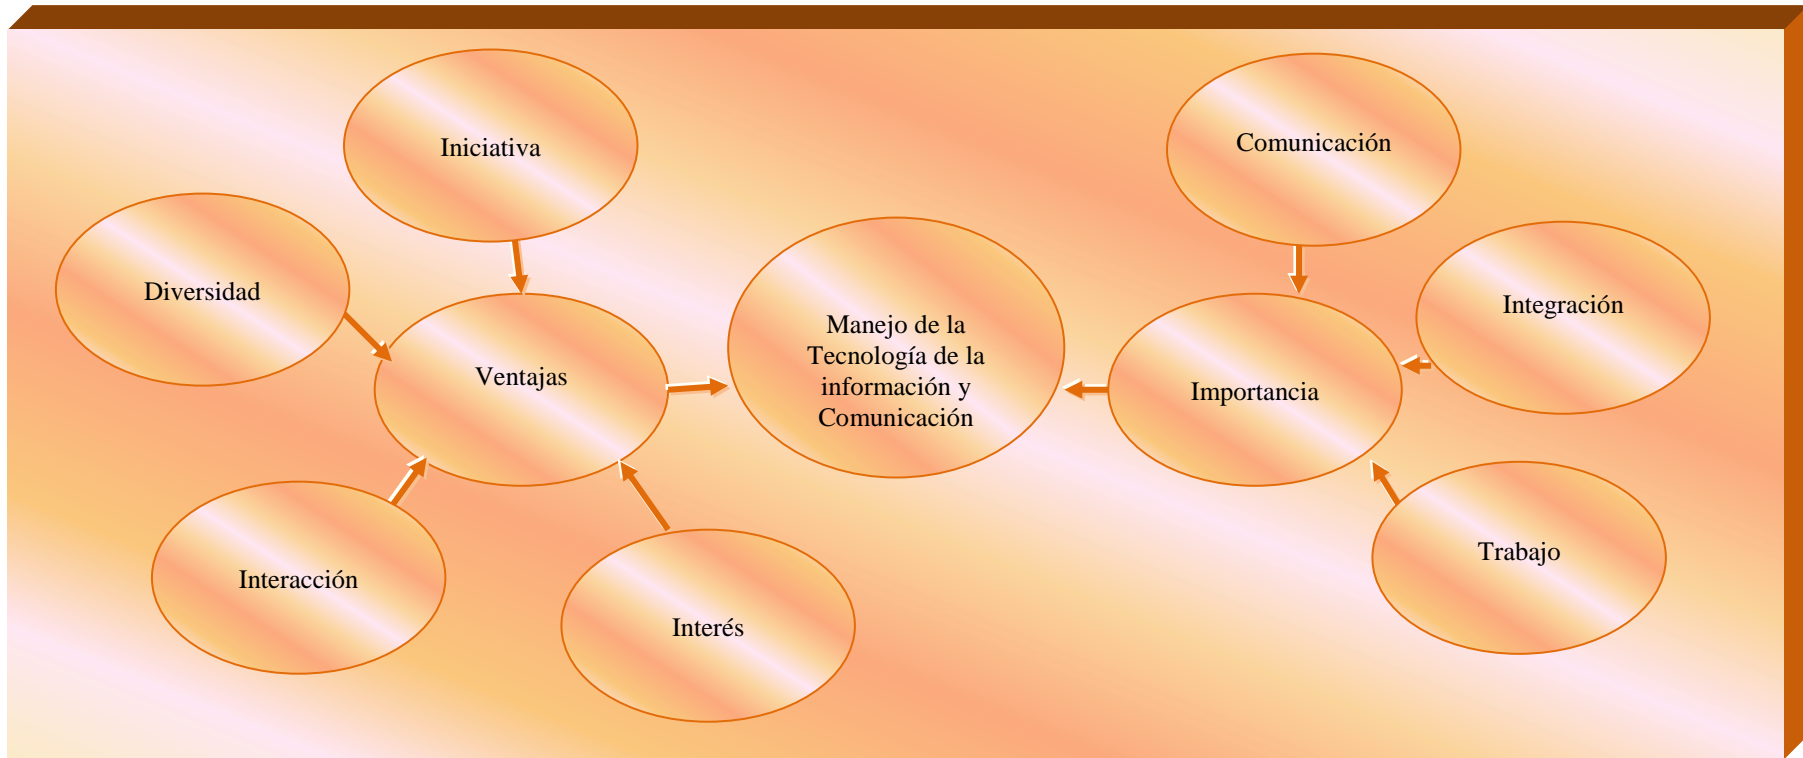 Iniciativa
Diversidad
Ventajas
Interacción
Interés
Manejo de la
Tecnología de la
información y
Comunicación
Comunicación
Integración
Importancia
Trabajo